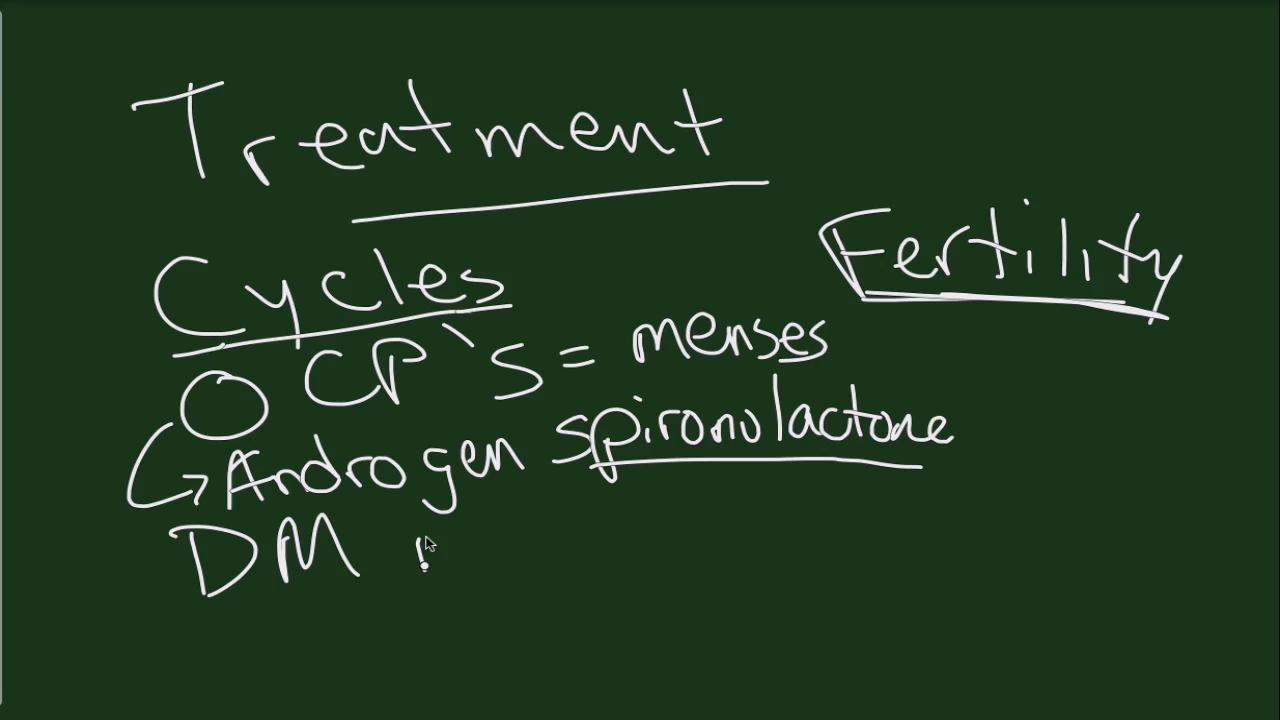 Treatment
Fertility
Cycles
OCP's = menses
Androgen spironolactone
DM